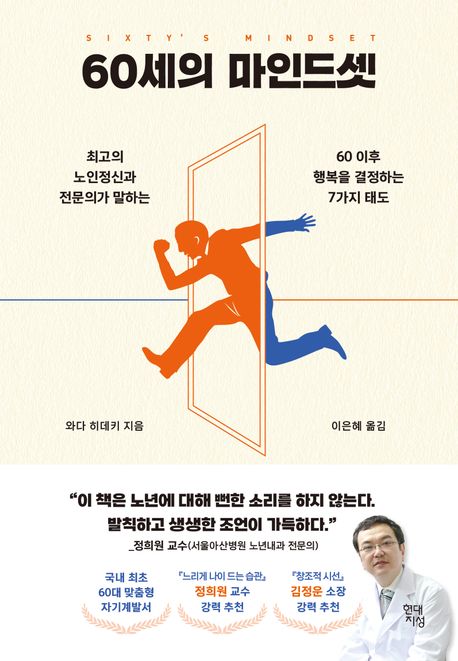 SIXTY'S MINDSET
60세의 마인드셋
최고의
노인정신과
전문의가 말하는
60 이후
행복을 결정하는
7가지 태도
와다 히데키 지음
이은혜 옮김
“이 책은 노년에 대해 뻔한 소리를 하지 않는다.
발칙하고 생생한 조언이 가득하다.”
_정희원 교수(서울아산병원 노년내과 전문의)
국내 최초
60대 맞춤형
자기계발서
『느리게 나이 드는 습관』
정희원 교수
강력 추천
『창조적 시선』
김정운 소장
강력 추천
현대
지성